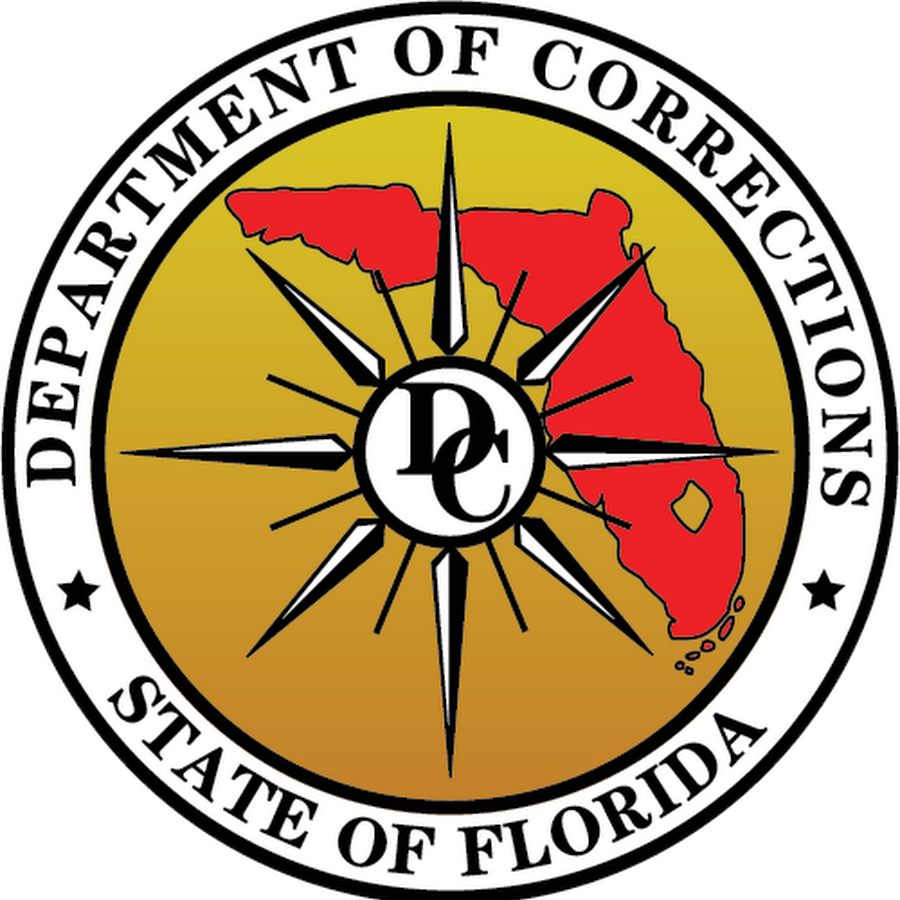 DEPARTMENT OF CORRECTIONS
DC
STATE OF FLORIDA